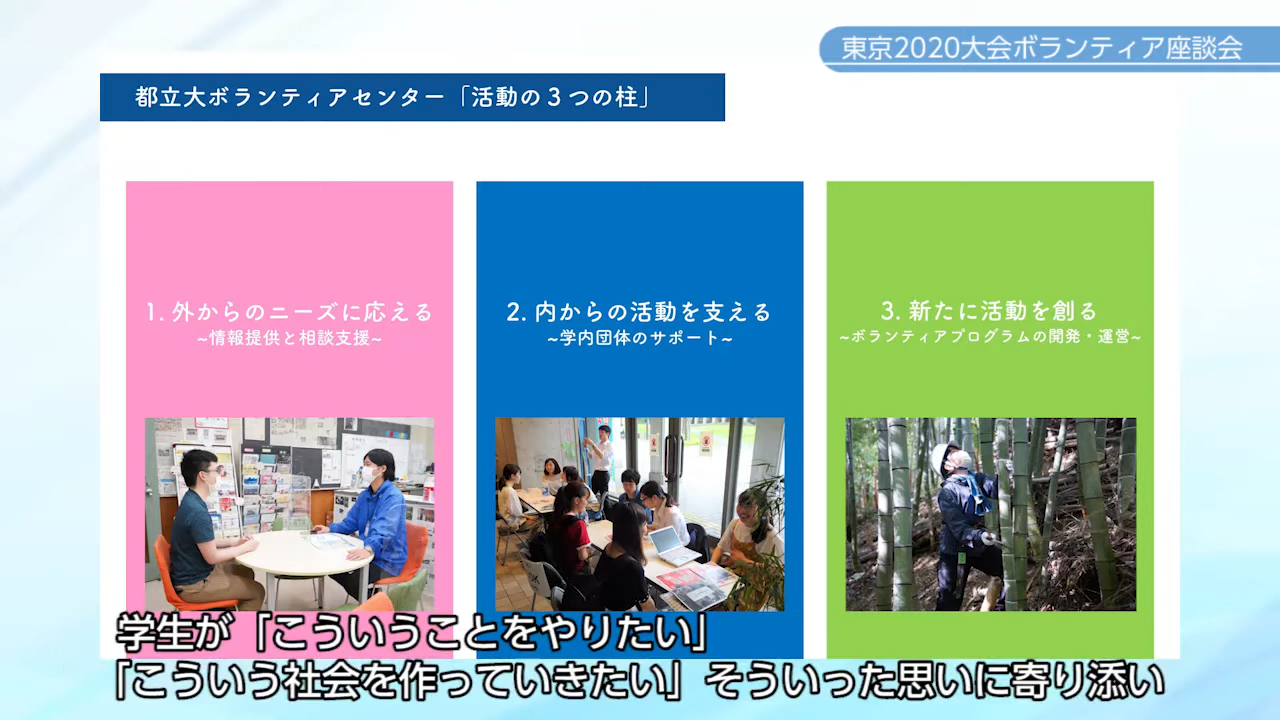 東京2020大会ボランティア座談会
都立大ボランティアセンター「活動の３つの柱」
1. 外からのニーズに応える
~情報提供と相談支援~
2. 内からの活動を支える
~学内団体のサポート~
3. 新たに活動を創る
~ボランティアプログラムの開発・運営~
学生が「こういうことをやりたい」
「こういう社会を作っていきたい」そういった思いに寄り添い